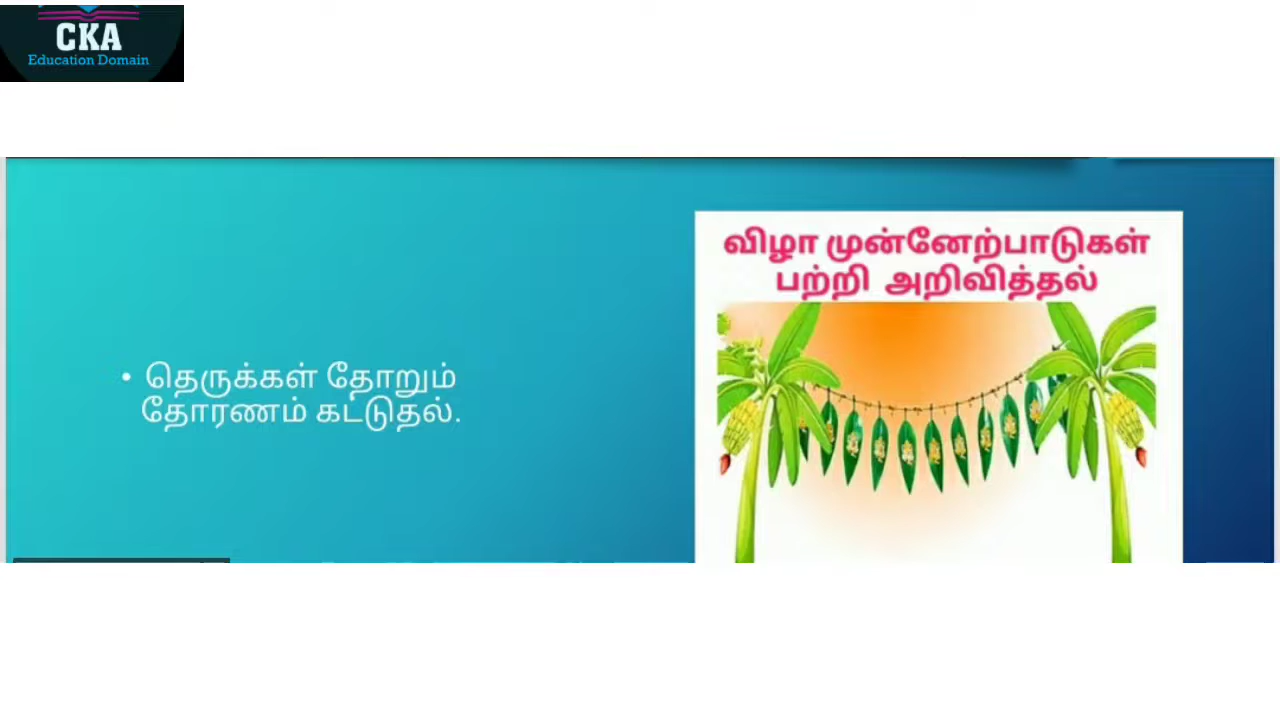 CKA
Education Domain
விழா முன்னேற்பாடுகள்
பற்றி அறிவித்தல்
• தெருக்கள் தோறும்
தோரணம் கட்டுதல்.